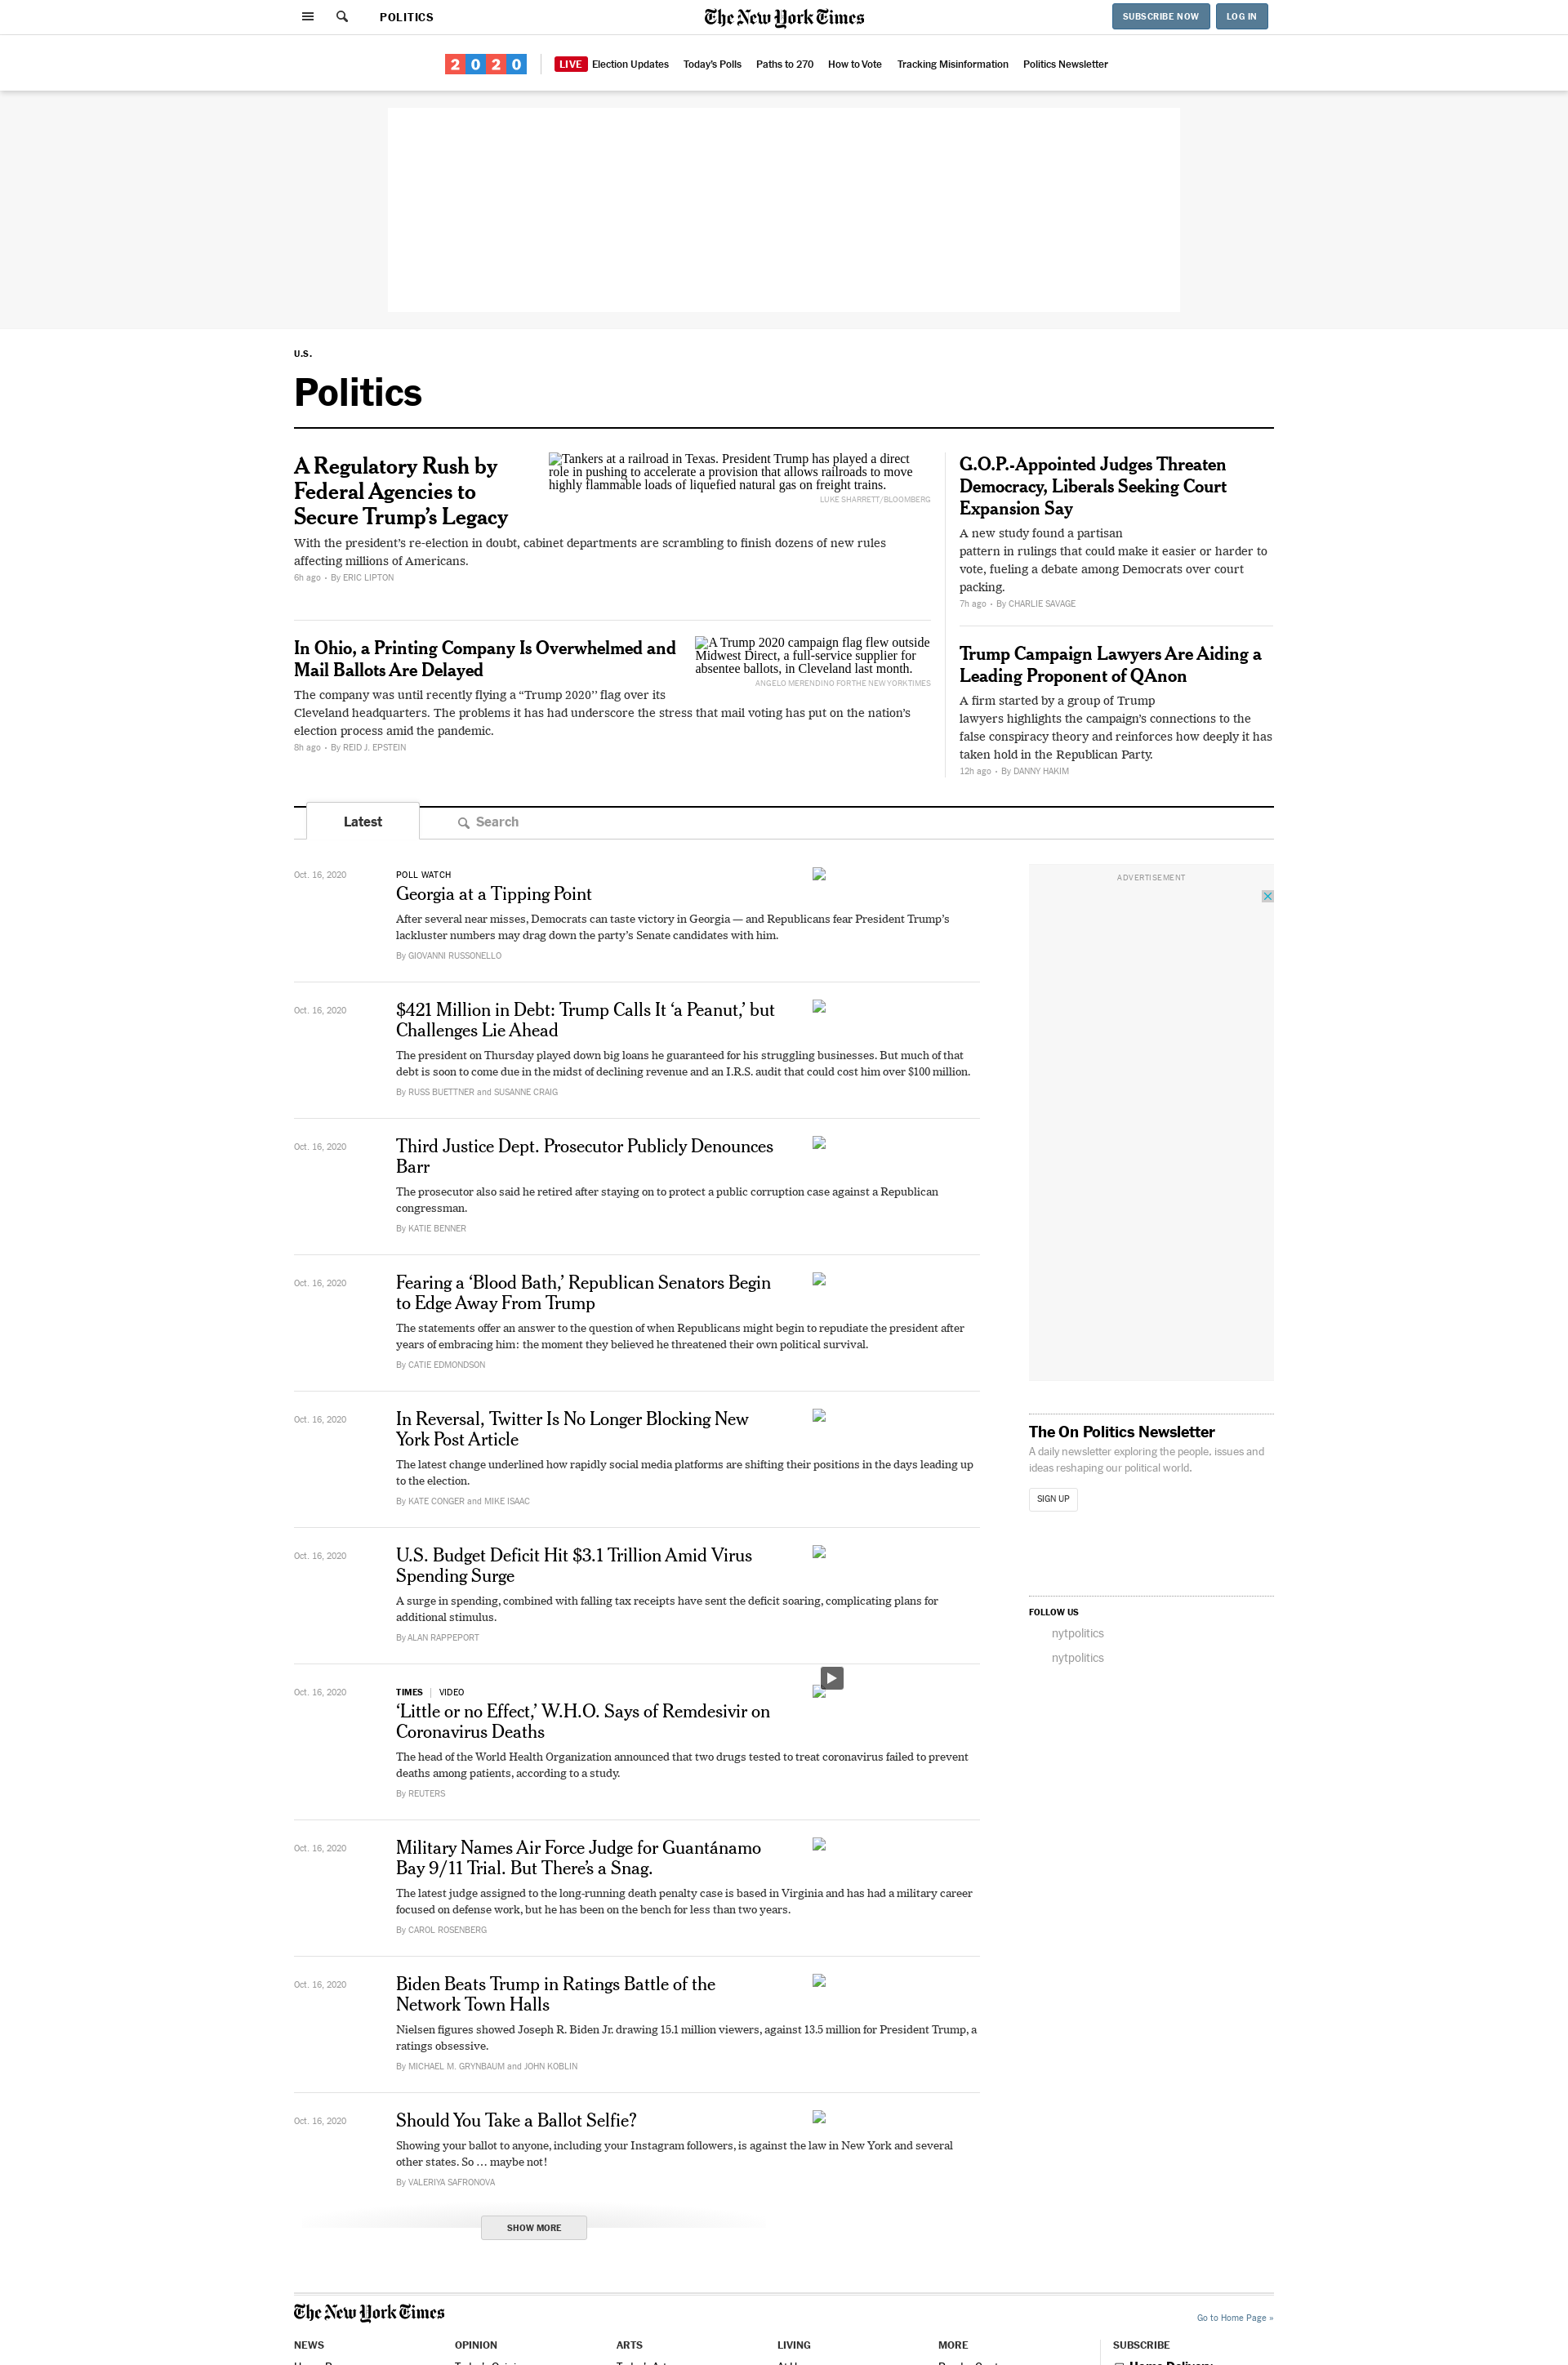 POLITICS
The New York Times
SUBSCRIBE NOW
LOG IN
2020
LIVE Election Updates
Today's Polls
Paths to 270
How to Vote
Tracking Misinformation
Politics Newsletter
U.S.
Politics
A Regulatory Rush by
Federal Agencies to
Secure Trump’s Legacy
Tankers at a railroad in Texas. President Trump has played a direct
role in pushing to accelerate a provision that allows railroads to move
highly flammable loads of liquefied natural gas on freight trains.
LUKE SHARRETT/BLOOMBERG
With the president’s re-election in doubt, cabinet departments are scrambling to finish dozens of new rules
affecting millions of Americans.
6h ago • By ERIC LIPTON
In Ohio, a Printing Company Is Overwhelmed and
Mail Ballots Are Delayed
A Trump 2020 campaign flag flew outside
Midwest Direct, a full-service supplier for
absentee ballots, in Cleveland last month.
ANGELO MERENDINO FOR THE NEW YORK TIMES
The company was until recently flying a “Trump 2020’’ flag over its
Cleveland headquarters. The problems it has had underscore the stress that mail voting has put on the nation’s
election process amid the pandemic.
8h ago • By REID J. EPSTEIN
G.O.P.-Appointed Judges Threaten
Democracy, Liberals Seeking Court
Expansion Say
A new study found a partisan
pattern in rulings that could make it easier or harder to
vote, fueling a debate among Democrats over court
packing.
7h ago • By CHARLIE SAVAGE
Trump Campaign Lawyers Are Aiding a
Leading Proponent of QAnon
A firm started by a group of Trump
lawyers highlights the campaign’s connections to the
false conspiracy theory and reinforces how deeply it has
taken hold in the Republican Party.
12h ago • By DANNY HAKIM
Latest
Search
Oct. 16, 2020
POLL WATCH
Georgia at a Tipping Point
After several near misses, Democrats can taste victory in Georgia — and Republicans fear President Trump’s
lackluster numbers may drag down the party’s Senate candidates with him.
By GIOVANNI RUSSONELLO
Oct. 16, 2020
$421 Million in Debt: Trump Calls It ‘a Peanut,’ but
Challenges Lie Ahead
The president on Thursday played down big loans he guaranteed for his struggling businesses. But much of that
debt is soon to come due in the midst of declining revenue and an I.R.S. audit that could cost him over $100 million.
By RUSS BUETTNER and SUSANNE CRAIG
Oct. 16, 2020
Third Justice Dept. Prosecutor Publicly Denounces
Barr
The prosecutor also said he retired after staying on to protect a public corruption case against a Republican
congressman.
By KATIE BENNER
Oct. 16, 2020
Fearing a ‘Blood Bath,’ Republican Senators Begin
to Edge Away From Trump
The statements offer an answer to the question of when Republicans might begin to repudiate the president after
years of embracing him: the moment they believed he threatened their own political survival.
By CATIE EDMONDSON
Oct. 16, 2020
In Reversal, Twitter Is No Longer Blocking New
York Post Article
The latest change underlined how rapidly social media platforms are shifting their positions in the days leading up
to the election.
By KATE CONGER and MIKE ISAAC
Oct. 16, 2020
U.S. Budget Deficit Hit $3.1 Trillion Amid Virus
Spending Surge
A surge in spending, combined with falling tax receipts have sent the deficit soaring, complicating plans for
additional stimulus.
By ALAN RAPPEPORT
Oct. 16, 2020
TIMES | VIDEO
‘Little or no Effect,’ W.H.O. Says of Remdesivir on
Coronavirus Deaths
The head of the World Health Organization announced that two drugs tested to treat coronavirus failed to prevent
deaths among patients, according to a study.
By REUTERS
Oct. 16, 2020
Military Names Air Force Judge for Guantánamo
Bay 9/11 Trial. But There’s a Snag.
The latest judge assigned to the long-running death penalty case is based in Virginia and has had a military career
focused on defense work, but he has been on the bench for less than two years.
By CAROL ROSENBERG
Oct. 16, 2020
Biden Beats Trump in Ratings Battle of the
Network Town Halls
Nielsen figures showed Joseph R. Biden Jr. drawing 15.1 million viewers, against 13.5 million for President Trump, a
ratings obsessive.
By MICHAEL M. GRYNBAUM and JOHN KOBLIN
Oct. 16, 2020
Should You Take a Ballot Selfie?
Showing your ballot to anyone, including your Instagram followers, is against the law in New York and several
other states. So … maybe not!
By VALERIYA SAFRONOVA
SHOW MORE
ADVERTISEMENT
The On Politics Newsletter
A daily newsletter exploring the people, issues and
ideas reshaping our political world.
SIGN UP
FOLLOW US
nytpolitics
nytpolitics
The New York Times
Go to Home Page »
NEWS
OPINION
ARTS
LIVING
MORE
SUBSCRIBE